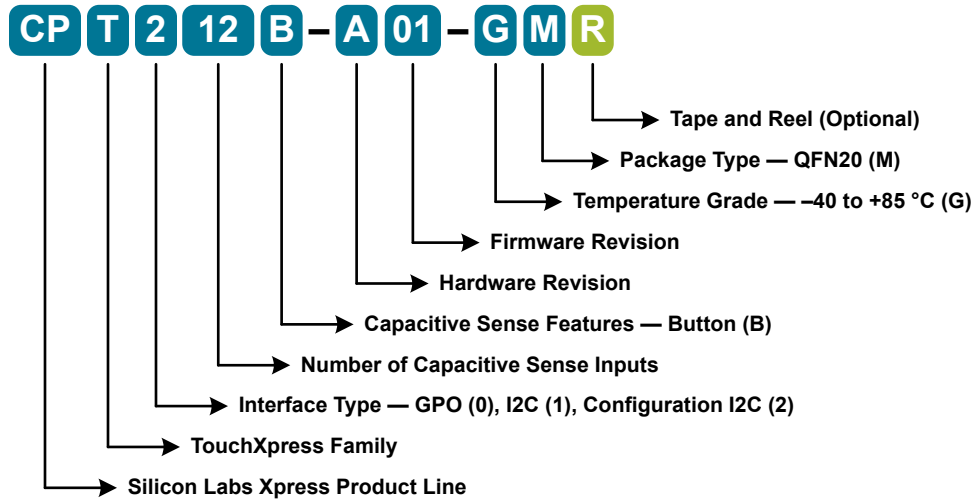 CP T 2 12 B – A 01 – G M R
Tape and Reel (Optional)
Package Type — QFN20 (M)
Temperature Grade — –40 to +85 °C (G)
Firmware Revision
Hardware Revision
Capacitive Sense Features — Button (B)
Number of Capacitive Sense Inputs
Interface Type — GPO (0), I2C (1), Configuration I2C (2)
TouchXpress Family
Silicon Labs Xpress Product Line